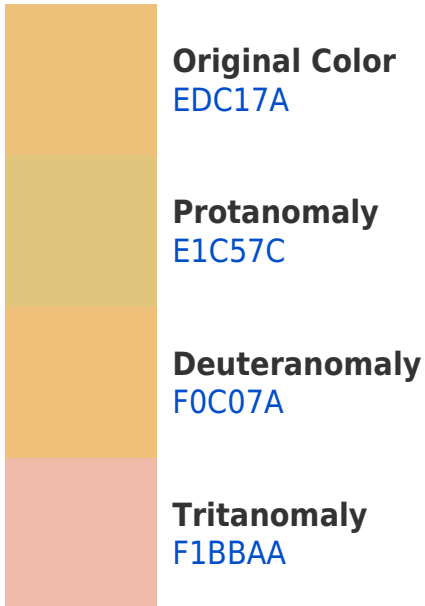 Original Color
EDC17A
Protanomaly
E1C57C
Deuteranomaly
F0C07A
Tritanomaly
F1BBAA